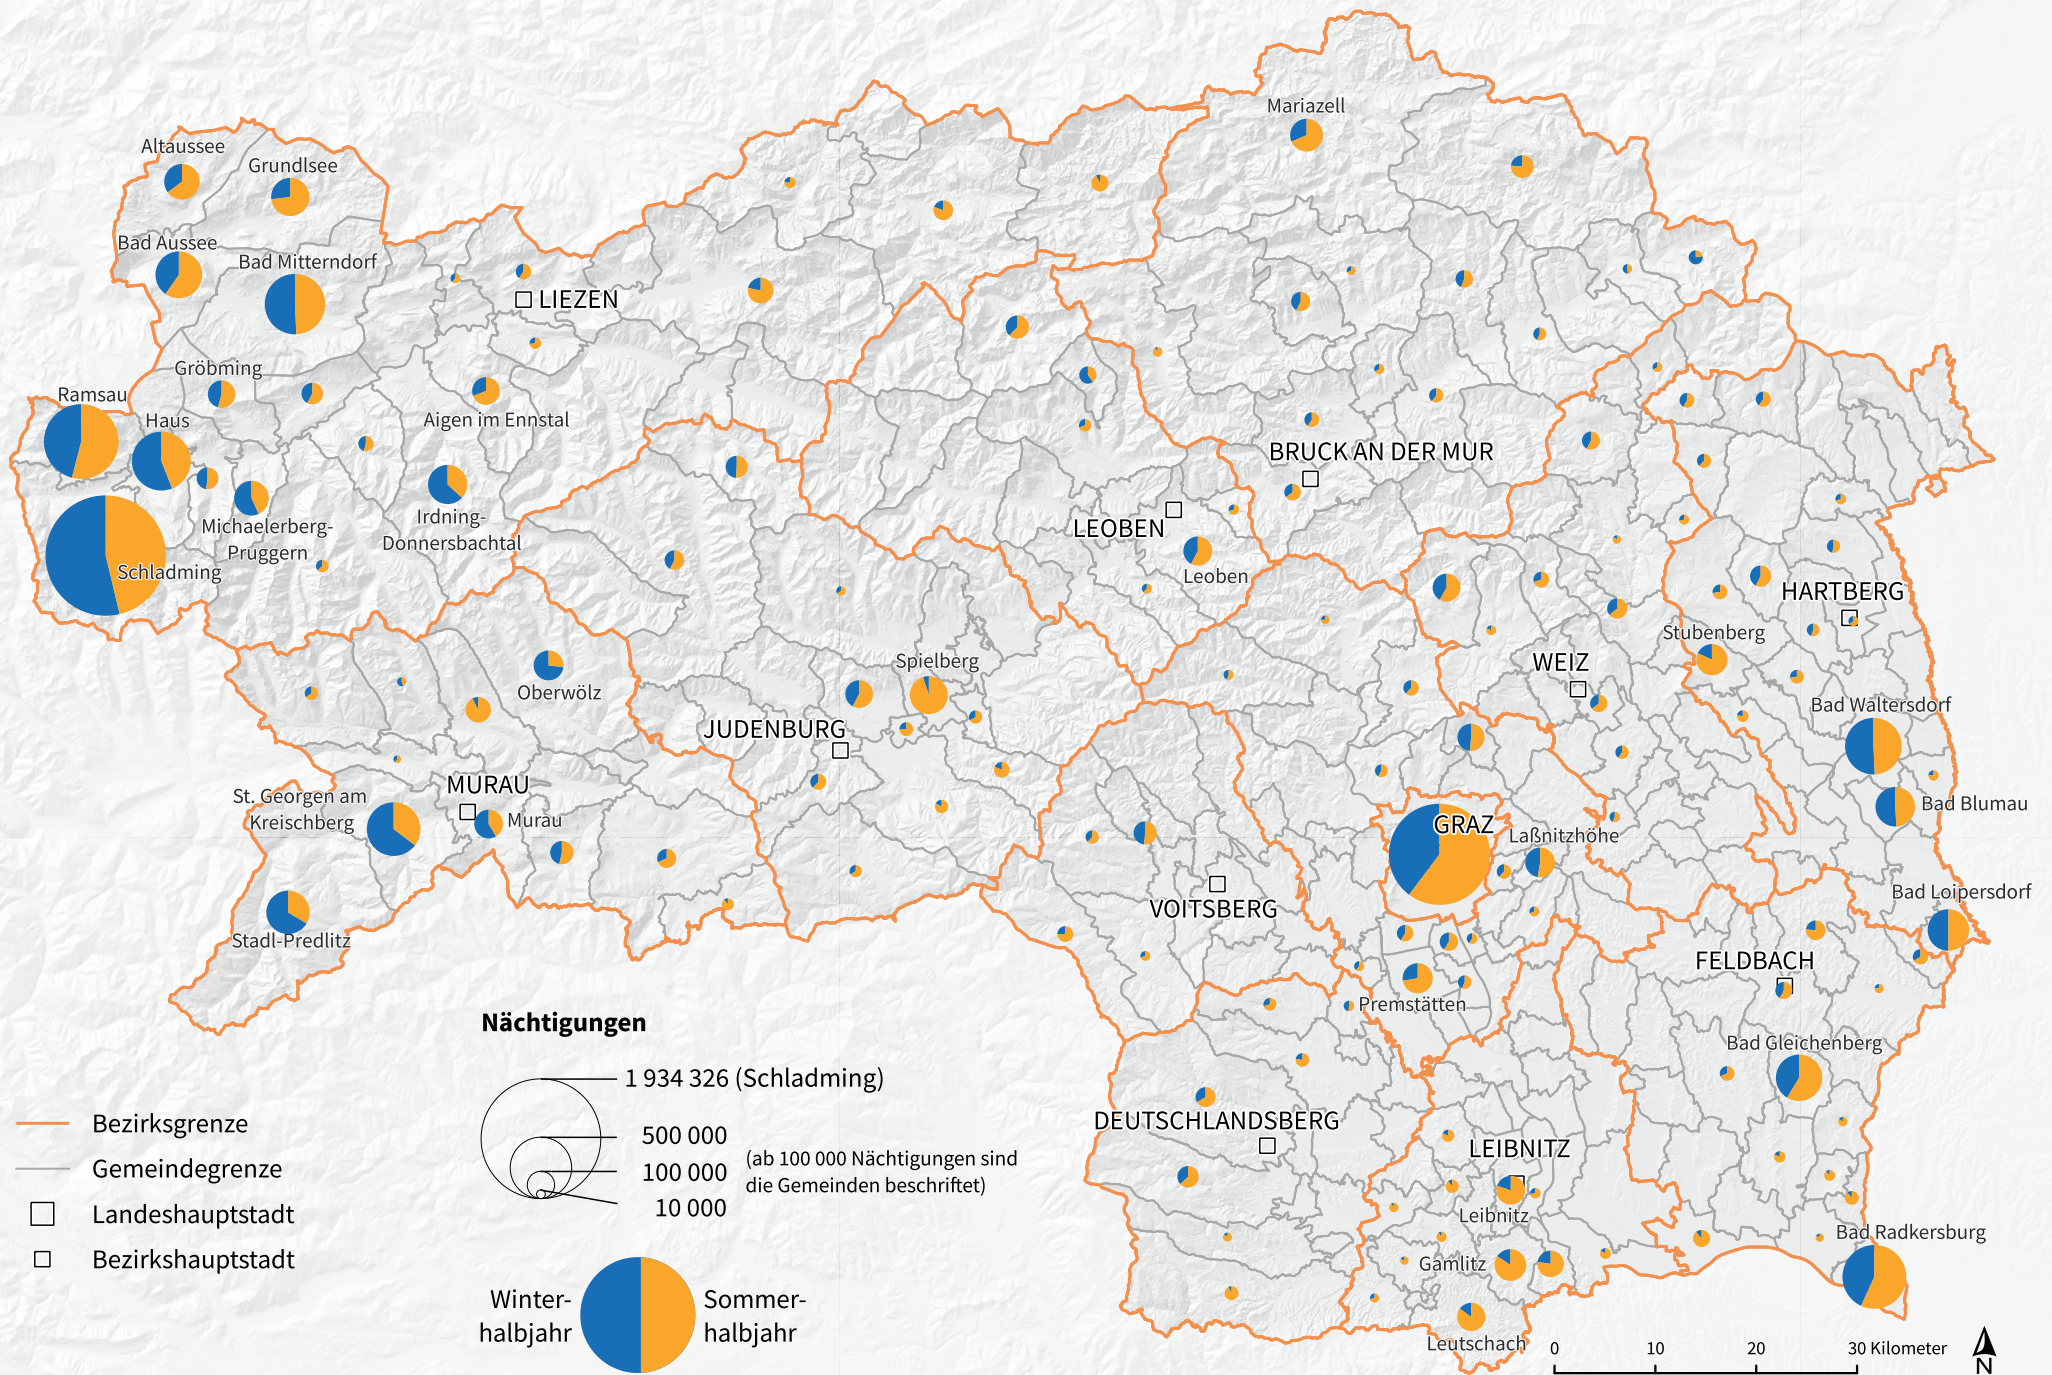 Mariazell
Altaussee
Grundlsee
Bad Aussee
Bad Mitterndorf
LIEZEN
Gröbming
Ramsau
Haus
Aigen im Ennstal
BRUCK AN DER MUR
Irdning-
Donnersbachtal
Michaelerberg-
Pruggern
LEOBEN
Schladming
Leoben
HARTBERG
Stubenberg
Spielberg
WEIZ
Oberwölz
Bad Waltersdorf
JUDENBURG
MURAU
St. Georgen am
Kreischberg
Murau
Bad Blumau
GRAZ
Laßnitzhöhe
Bad Loipersdorf
VOITSBERG
Stadl-Predlitz
FELDBACH
Premstätten
Bad Gleichenberg
DEUTSCHLANDSBERG
LEIBNITZ
Leibnitz
Bad Radkersburg
Gamlitz
Leutschach
Nächtigungen
1 934 326 (Schladming)
500 000
100 000
10 000
(ab 100 000 Nächtigungen sind
die Gemeinden beschriftet)
Bezirksgrenze
Gemeindegrenze
Landeshauptstadt
Bezirkshauptstadt
Winter-
halbjahr
Sommer-
halbjahr
0 10 20 30 Kilometer
N